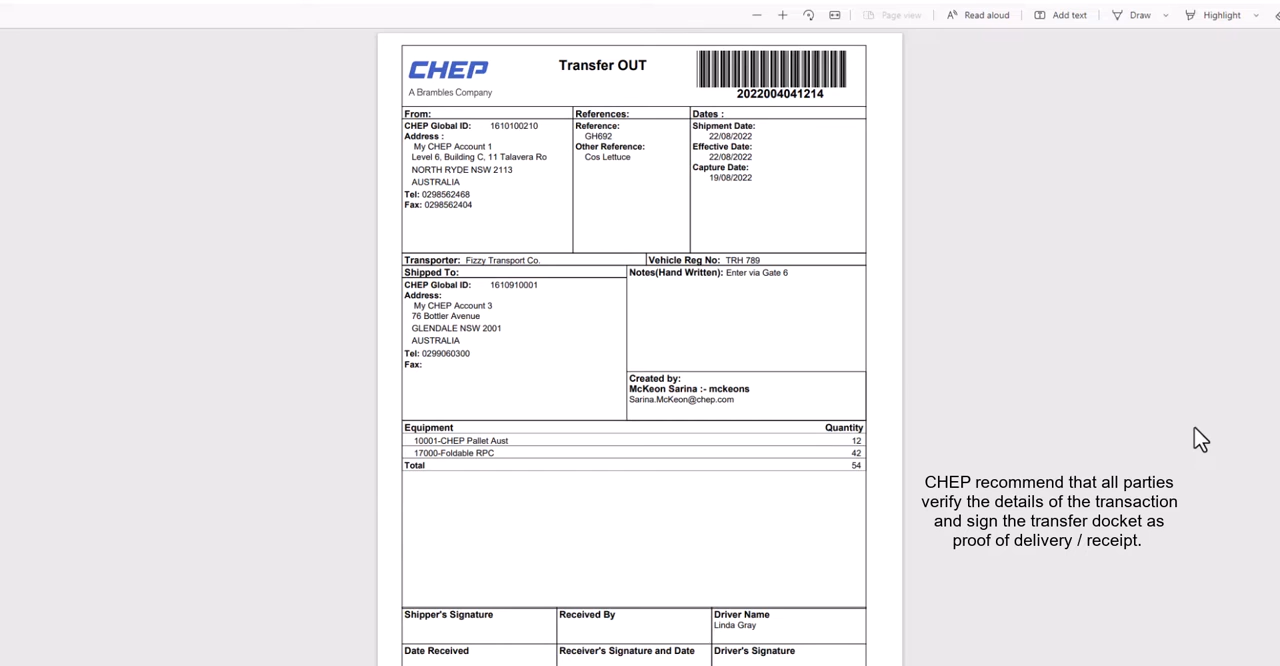 Page view
Read aloud
Add text
Draw
Highlight
CHEP
A Brambles Company
Transfer OUT
2022004041214
From:
CHEP Global ID: 1610100210
Address :
My CHEP Account 1
Level 6, Building C, 11 Talavera Ro
NORTH RYDE NSW 2113
AUSTRALIA
Tel: 0298562468
Fax: 0298562404
References:
Reference:
GH692
Other Reference:
Cos Lettuce
Dates :
Shipment Date:
22/08/2022
Effective Date:
22/08/2022
Capture Date:
19/08/2022
Transporter: Fizzy Transport Co.
Vehicle Reg No: TRH 789
Shipped To:
CHEP Global ID: 1610910001
Address:
My CHEP Account 3
76 Bottler Avenue
GLENDALE NSW 2001
AUSTRALIA
Tel: 0299060300
Fax:
Notes(Hand Written): Enter via Gate 6
Created by:
McKeon Sarina :- mckeons
Sarina.McKeon@chep.com
Equipment Quantity
10001-CHEP Pallet Aust 12
17000-Foldable RPC 42
Total 54
CHEP recommend that all parties
verify the details of the transaction
and sign the transfer docket as
proof of delivery / receipt.
Shipper's Signature
Received By
Driver Name
Linda Gray
Date Received
Receiver's Signature and Date
Driver's Signature